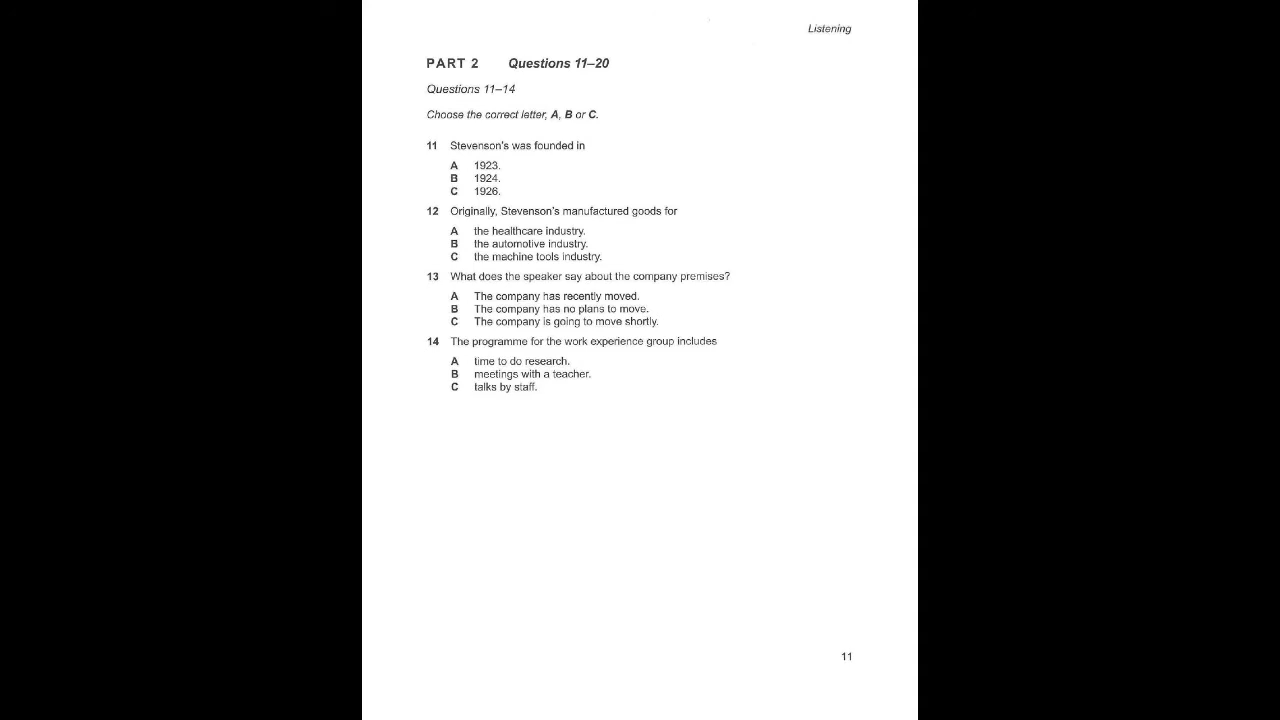 Listening
PART 2 Questions 11–20
Questions 11–14
Choose the correct letter, A, B or C.
11 Stevenson's was founded in
A 1923.
B 1924.
C 1926.
12 Originally, Stevenson's manufactured goods for
A the healthcare industry.
B the automotive industry.
C the machine tools industry.
13 What does the speaker say about the company premises?
A The company has recently moved.
B The company has no plans to move.
C The company is going to move shortly.
14 The programme for the work experience group includes
A time to do research.
B meetings with a teacher.
C talks by staff.
11